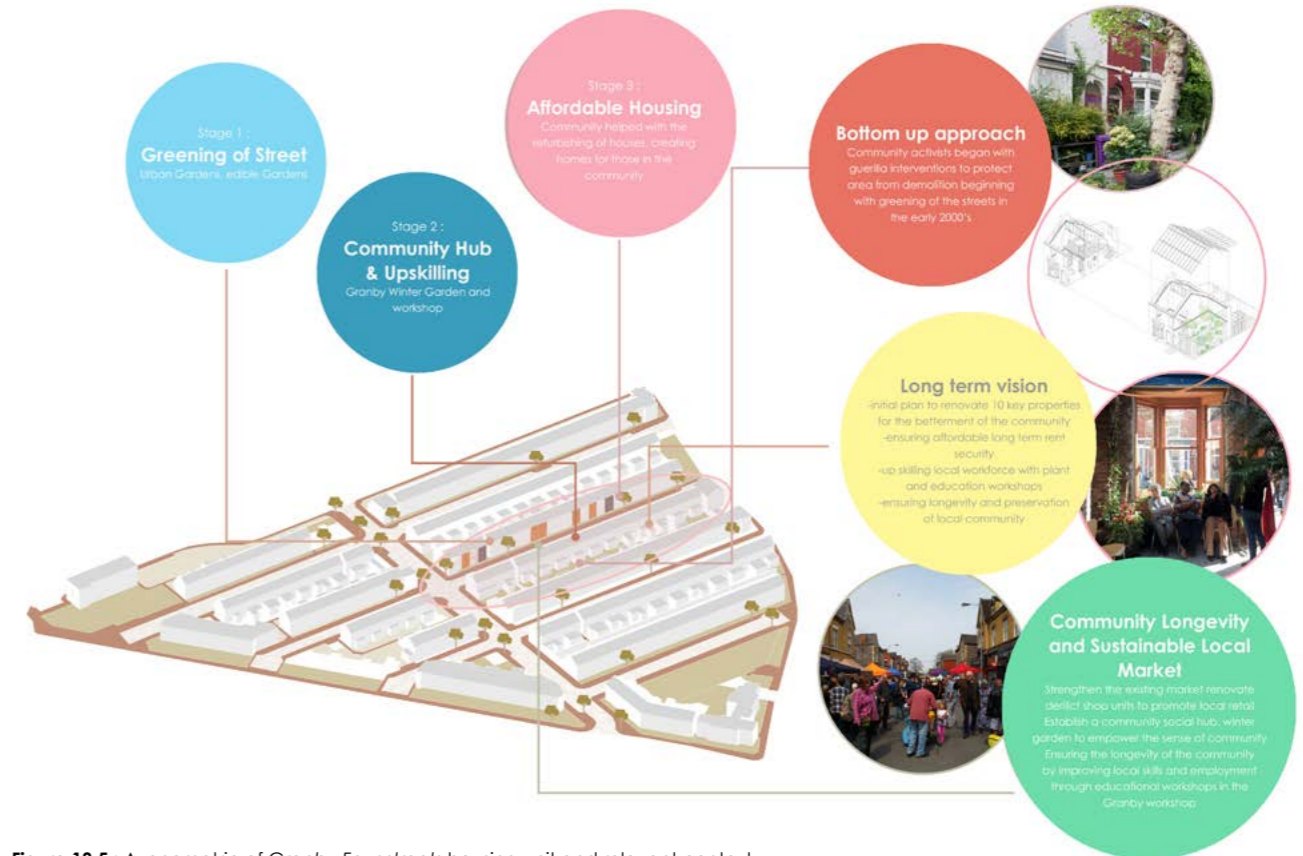 Stage 1 :
Greening of Street
Urban Gardens, edible Gardens
Stage 2 :
Community Hub
& Upskilling
Granby Winter Garden and
workshop
Stage 3 :
Affordable Housing
Community helped with the
refurbishing of houses, creating
homes for those in the
community
Bottom up approach
Community activists began with
guerilla interventions to protect
area from demolition beginning
with greening of the streets in
the early 2000's
Long term vision
-initial plan to renovate 10 key properties
for the betterment of the community
-ensuring affordable long term rent
security
-up skilling local workforce with plant
and education workshops
-ensuring longevity and preservation
of local community
Community Longevity
and Sustainable Local
Market
Strengthen the existing market renovate
derilict shop units to promote local retail
Establish a community social hub, winter
garden to empower the sense of community
Ensuring the longevity of the community
by improving local skills and employment
through educational workshops in the
Granby workshop